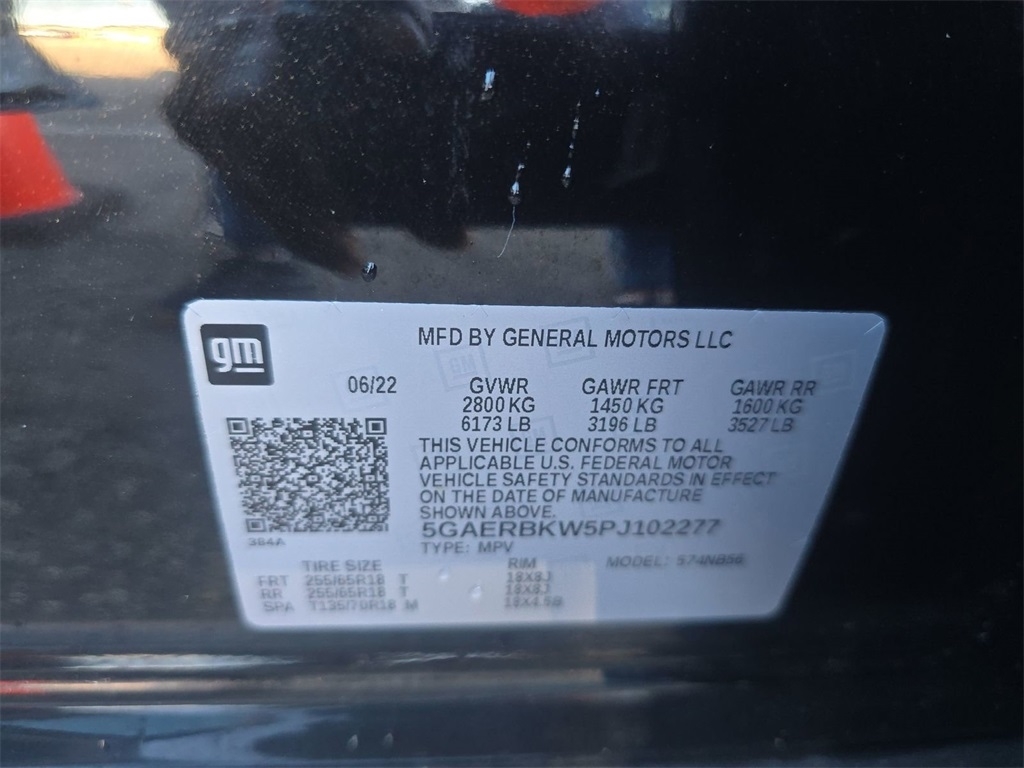 gm
MFD BY GENERAL MOTORS LLC
06/22 GVWR GAWR FRT GAWR RR
2800 KG 1450 KG 1600 KG
6173 LB 3196 LB 3527 LB
THIS VEHICLE CONFORMS TO ALL
APPLICABLE U.S. FEDERAL MOTOR
VEHICLE SAFETY STANDARDS IN EFFECT
ON THE DATE OF MANUFACTURE
SHOWN ABOVE.
5GAERBKW5PJ102277
384A TYPE: MPV
TIRE SIZE RIM MODEL: 574NB56
FRT 255/65R18 T 18X8J
RR 255/65R18 T 18X8J
SPA T135/70R18 M 18X4.5B